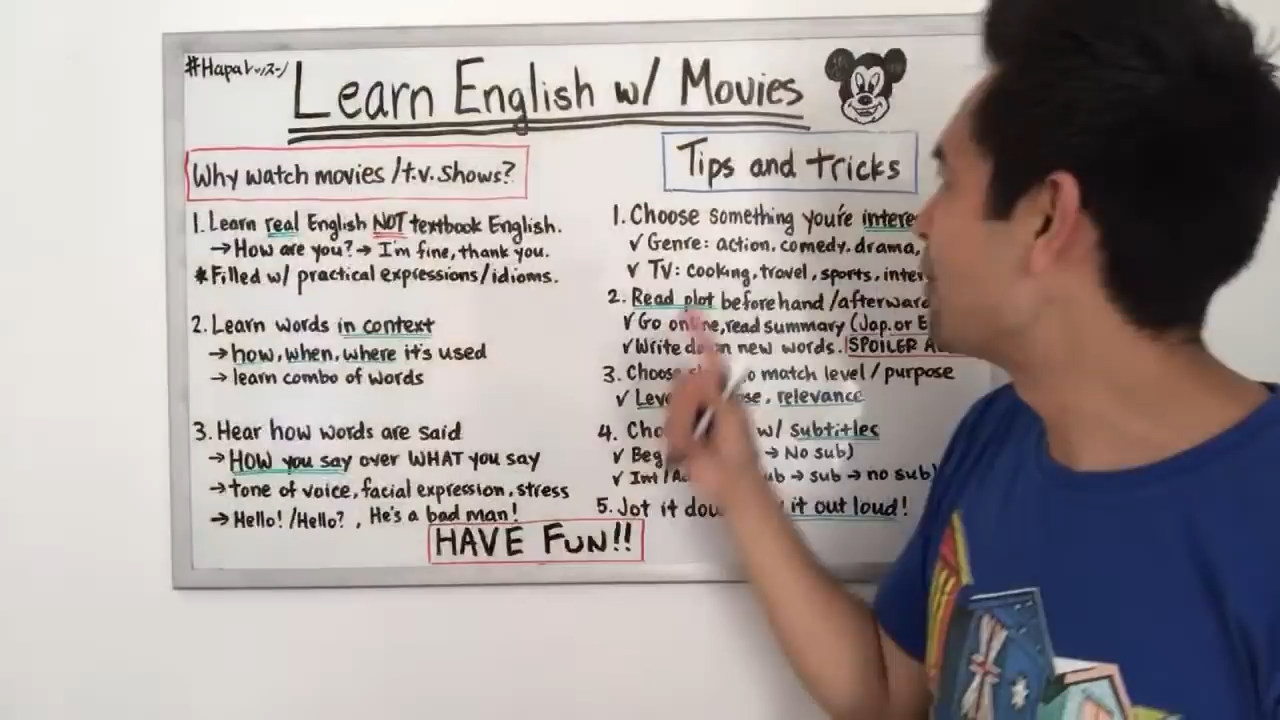 #Hapaレッスン
Learn English w/ Movies
Why watch movies/t.v. shows?
1. Learn real English NOT textbook English.
→ How are you? → I'm fine, thank you.
* Filled w/ practical expressions/idioms.
2. Learn words in context
→ how, when, where it's used
→ learn combo of words
3. Hear how words are said
→ HOW you say over WHAT you say
→ tone of voice, facial expression, stress
→ Hello! /Hello? , He's a bad man!
HAVE FUN!!
Tips and tricks
1. Choose something you're
✓ Genre: action, comedy, drama,
✓ TV: cooking, travel, sports,
2. Read plot beforehand/afterward
✓ Go online, read summary (Jap. or
✓ Write down new words. SPOILER
3. Choose to match level/purpose
✓ relevance
4. w/ subtitles
✓ → No sub)
✓ → sub → no sub)
5. Jot it it out loud!